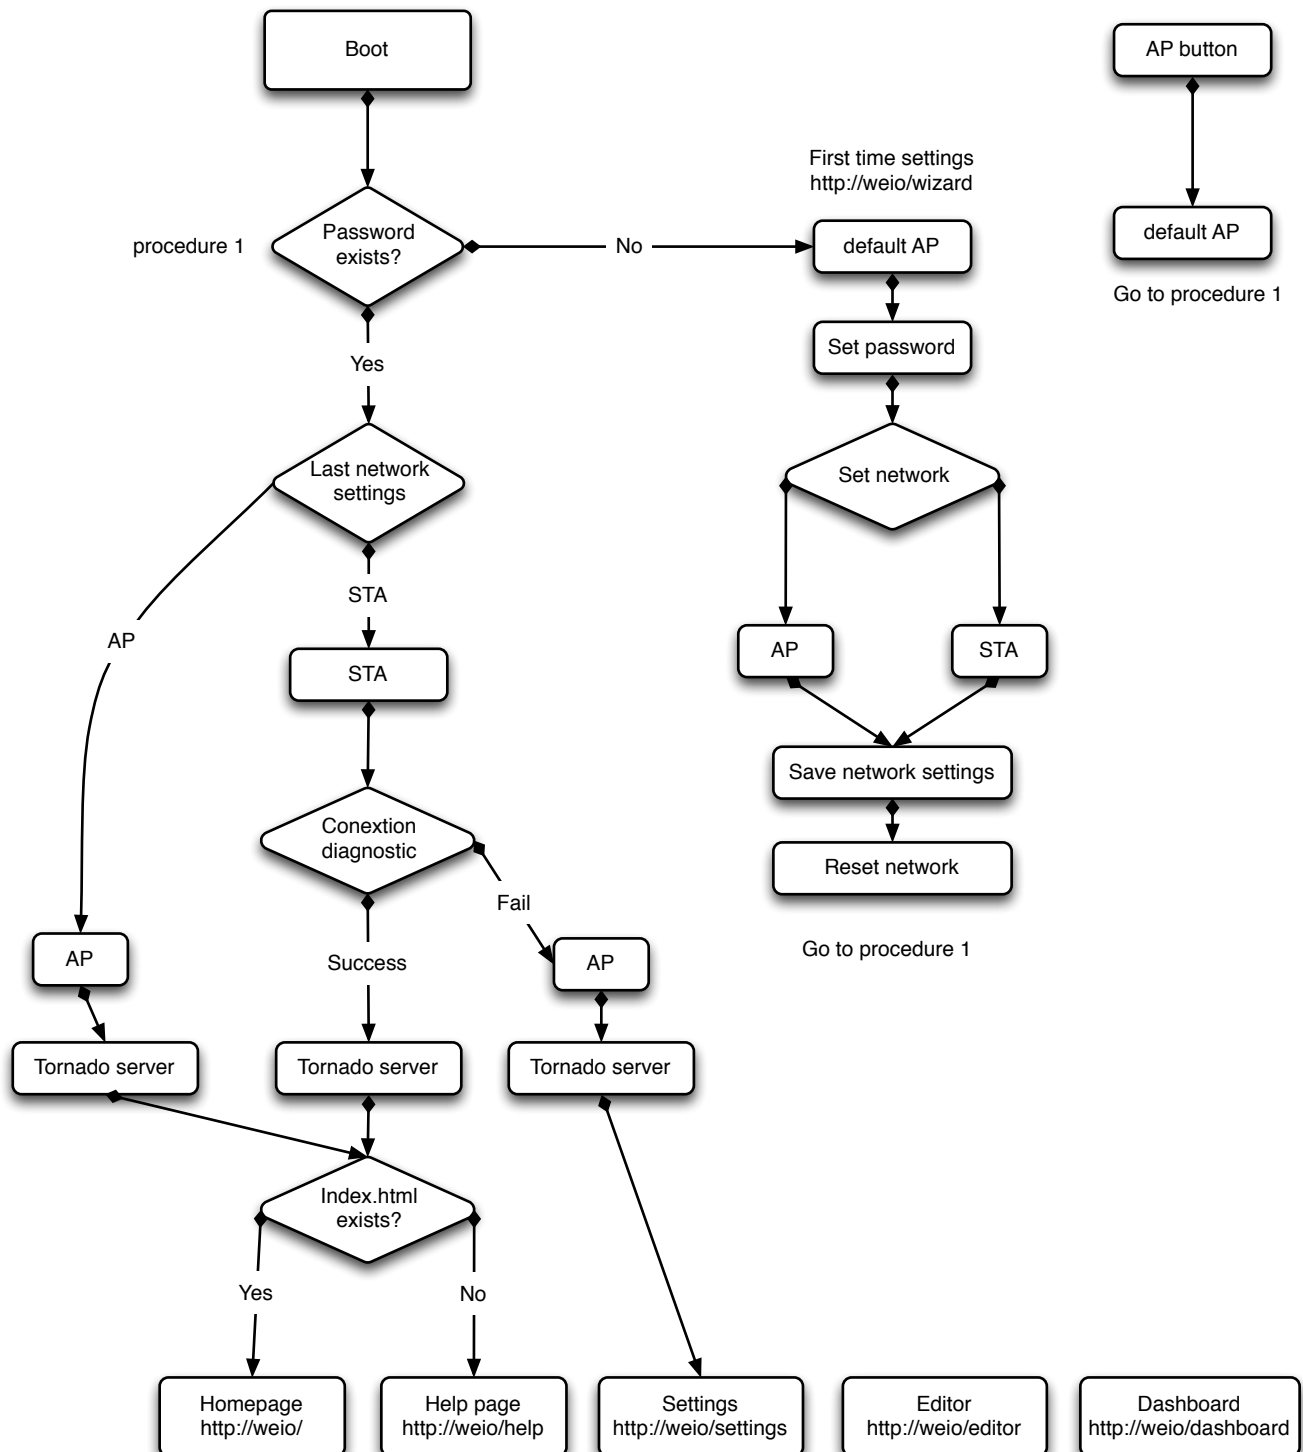 Boot
AP button
First time settings
http://weio/wizard
procedure 1
Password
exists?
No
default AP
default AP
Go to procedure 1
Set password
Yes
Last network
settings
Set network
STA
AP
STA
AP
STA
Save network settings
Conextion
diagnostic
Reset network
Fail
Go to procedure 1
AP
Success
AP
Tornado server
Tornado server
Tornado server
Index.html
exists?
Yes
No
Homepage
http://weio/
Help page
http://weio/help
Settings
http://weio/settings
Editor
http://weio/editor
Dashboard
http://weio/dashboard